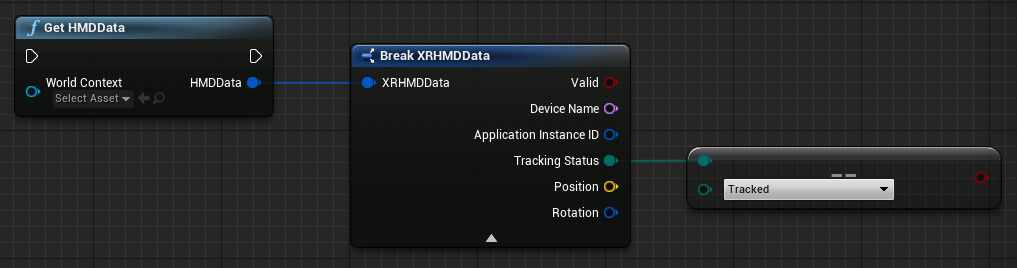 Get HMDData
World Context
HMDData
Select Asset
Break XRHMDData
XRHMDData
Valid
Device Name
Application Instance ID
Tracking Status
Position
Rotation
==
Tracked